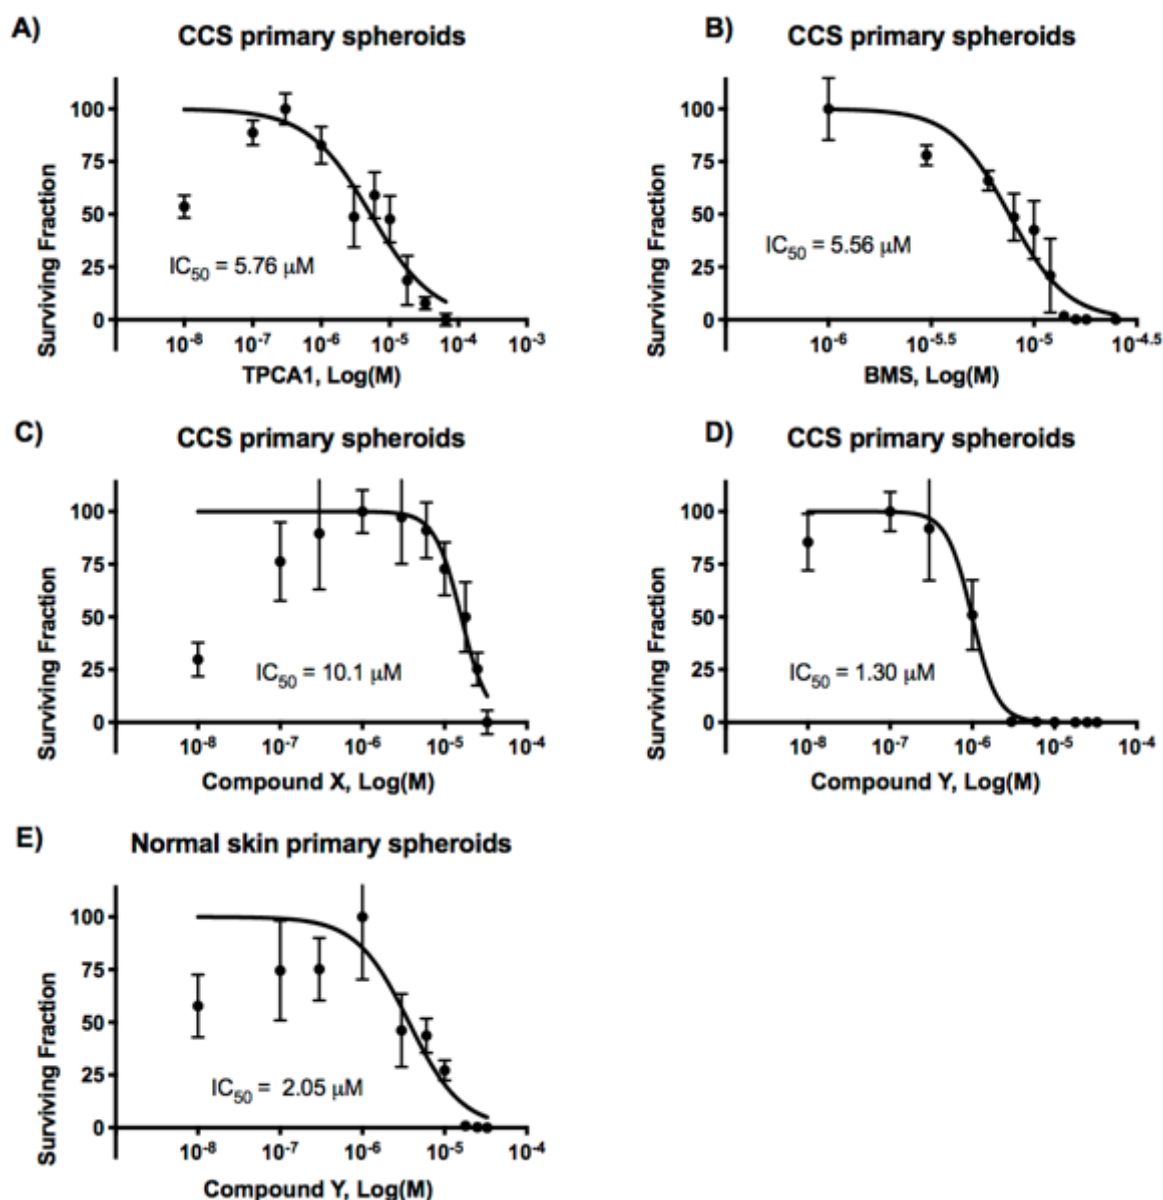 A)
CCS primary spheroids
Surviving Fraction
100
75
50
25
0
IC50 = 5.76 μM
10-8 10-7 10-6 10-5 10-4 10-3
TPCA1, Log(M)
B)
CCS primary spheroids
Surviving Fraction
100
75
50
25
0
IC50 = 5.56 μM
10-6 10-5.5 10-5 10-4.5
BMS, Log(M)
C)
CCS primary spheroids
Surviving Fraction
100
75
50
25
0
IC50 = 10.1 μM
10-8 10-7 10-6 10-5 10-4
Compound X, Log(M)
D)
CCS primary spheroids
Surviving Fraction
100
75
50
25
0
IC50 = 1.30 μM
10-8 10-7 10-6 10-5 10-4
Compound Y, Log(M)
E)
Normal skin primary spheroids
Surviving Fraction
100
75
50
25
0
IC50 = 2.05 μM
10-8 10-7 10-6 10-5 10-4
Compound Y, Log(M)